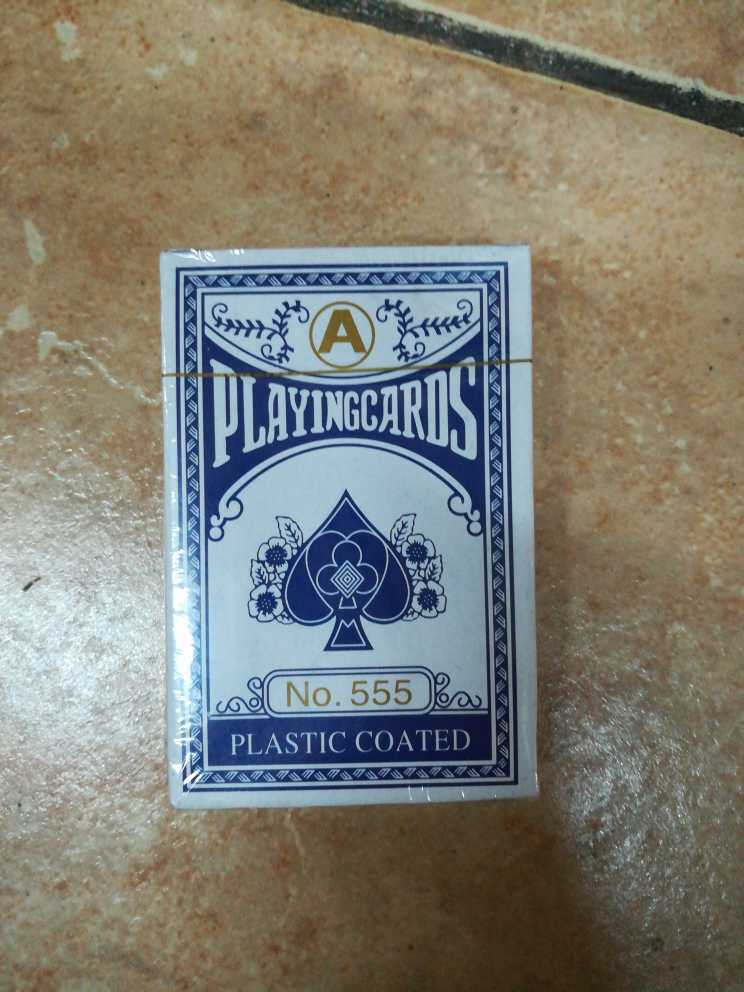 A
PLAYINGCARDS
No. 555
PLASTIC COATED